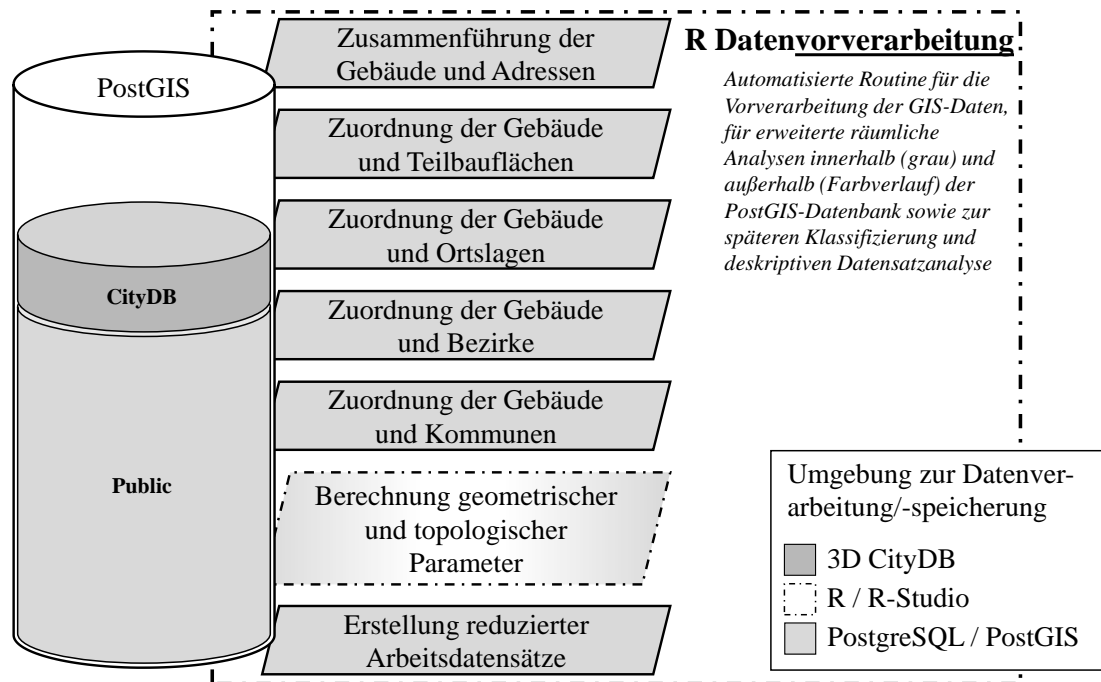 PostGIS
CityDB
Public
Zusammenführung der
Gebäude und Adressen
Zuordnung der Gebäude
und Teilbauflächen
Zuordnung der Gebäude
und Ortslagen
Zuordnung der Gebäude
und Bezirke
Zuordnung der Gebäude
und Kommunen
Berechnung geometrischer
und topologischer
Parameter
Erstellung reduzierter
Arbeitsdatensätze
R Datenvorverarbeitung
Automatisierte Routine für die
Vorverarbeitung der GIS-Daten,
für erweiterte räumliche
Analysen innerhalb (grau) und
außerhalb (Farbverlauf) der
PostGIS-Datenbank sowie zur
späteren Klassifizierung und
deskriptiven Datensatzanalyse
Umgebung zur Datenver-
arbeitung/-speicherung
3D CityDB
R / R-Studio
PostgreSQL / PostGIS